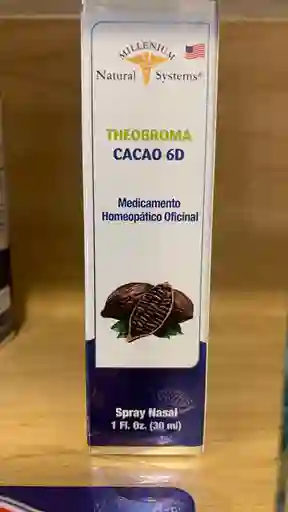 MILLENIUM
Natural Systems®
THEOBROMA
CACAO 6D
Medicamento
Homeopático Oficinal
Spray Nasal
1 Fl. Oz. (30 ml)